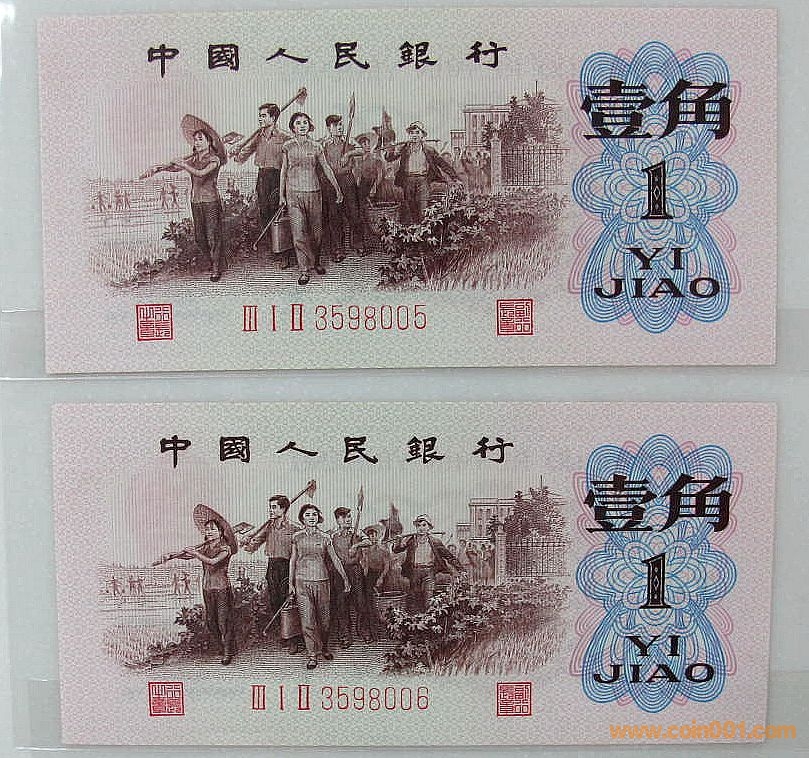 中國人民銀行
壹角
1
YI
JIAO
Ⅲ Ⅰ Ⅱ 3598005
中國人民銀行
壹角
1
YI
JIAO
Ⅲ Ⅰ Ⅱ 3598006
www.coin001.com